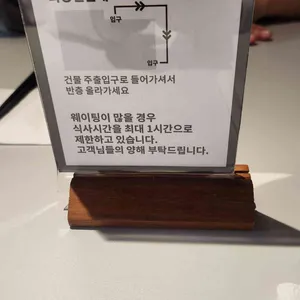 입구
입구
건물 주출입구로 들어가셔서
반층 올라가세요
웨이팅이 많을 경우
식사시간을 최대 1시간으로
제한하고 있습니다.
고객님들의 양해 부탁드립니다.